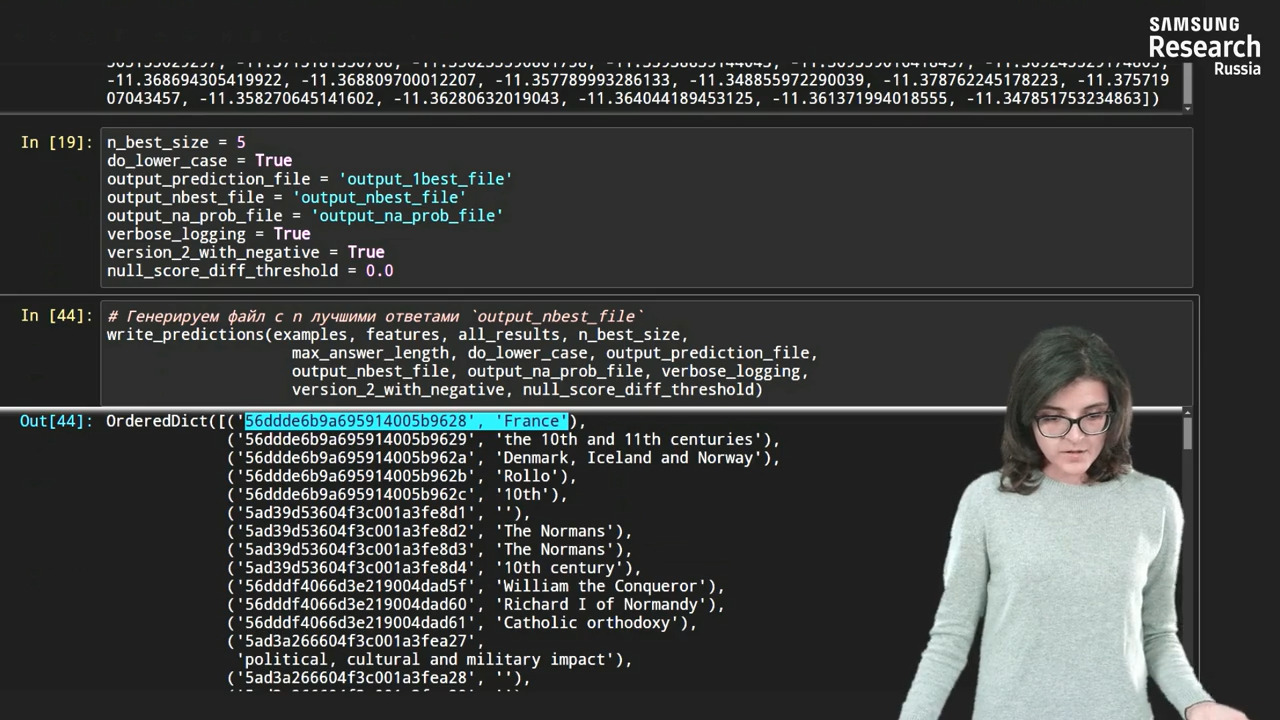 SAMSUNG
Research
Russia
-11.368694305419922, -11.368809700012207, -11.357789993286133, -11.348855972290039, -11.378762245178223, -11.375719
07043457, -11.358270645141602, -11.36280632019043, -11.364044189453125, -11.361371994018555, -11.347851753234863])
In [19]:
n_best_size = 5
do_lower_case = True
output_prediction_file = 'output_1best_file'
output_nbest_file = 'output_nbest_file'
output_na_prob_file = 'output_na_prob_file'
verbose_logging = True
version_2_with_negative = True
null_score_diff_threshold = 0.0
In [44]:
# Генерируем файл с n лучшими ответами `output_nbest_file`
write_predictions(examples, features, all_results, n_best_size,
max_answer_length, do_lower_case, output_prediction_file,
output_nbest_file, output_na_prob_file, verbose_logging,
version_2_with_negative, null_score_diff_threshold)
Out[44]:
OrderedDict([('56ddde6b9a695914005b9628', 'France'),
('56ddde6b9a695914005b9629', 'the 10th and 11th centuries'),
('56ddde6b9a695914005b962a', 'Denmark, Iceland and Norway'),
('56ddde6b9a695914005b962b', 'Rollo'),
('56ddde6b9a695914005b962c', '10th'),
('5ad39d53604f3c001a3fe8d1', ''),
('5ad39d53604f3c001a3fe8d2', 'The Normans'),
('5ad39d53604f3c001a3fe8d3', 'The Normans'),
('5ad39d53604f3c001a3fe8d4', '10th century'),
('56dddf4066d3e219004dad5f', 'William the Conqueror'),
('56dddf4066d3e219004dad60', 'Richard I of Normandy'),
('56dddf4066d3e219004dad61', 'Catholic orthodoxy'),
('5ad3a266604f3c001a3fea27',
'political, cultural and military impact'),
('5ad3a266604f3c001a3fea28', ''),